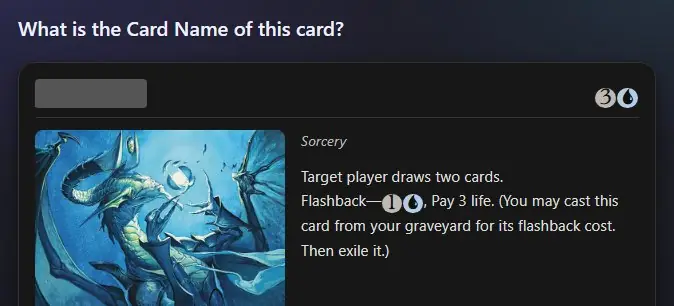 What is the Card Name of this card?
3
Sorcery
Target player draws two cards.
Flashback—1, Pay 3 life. (You may cast this
card from your graveyard for its flashback cost.
Then exile it.)